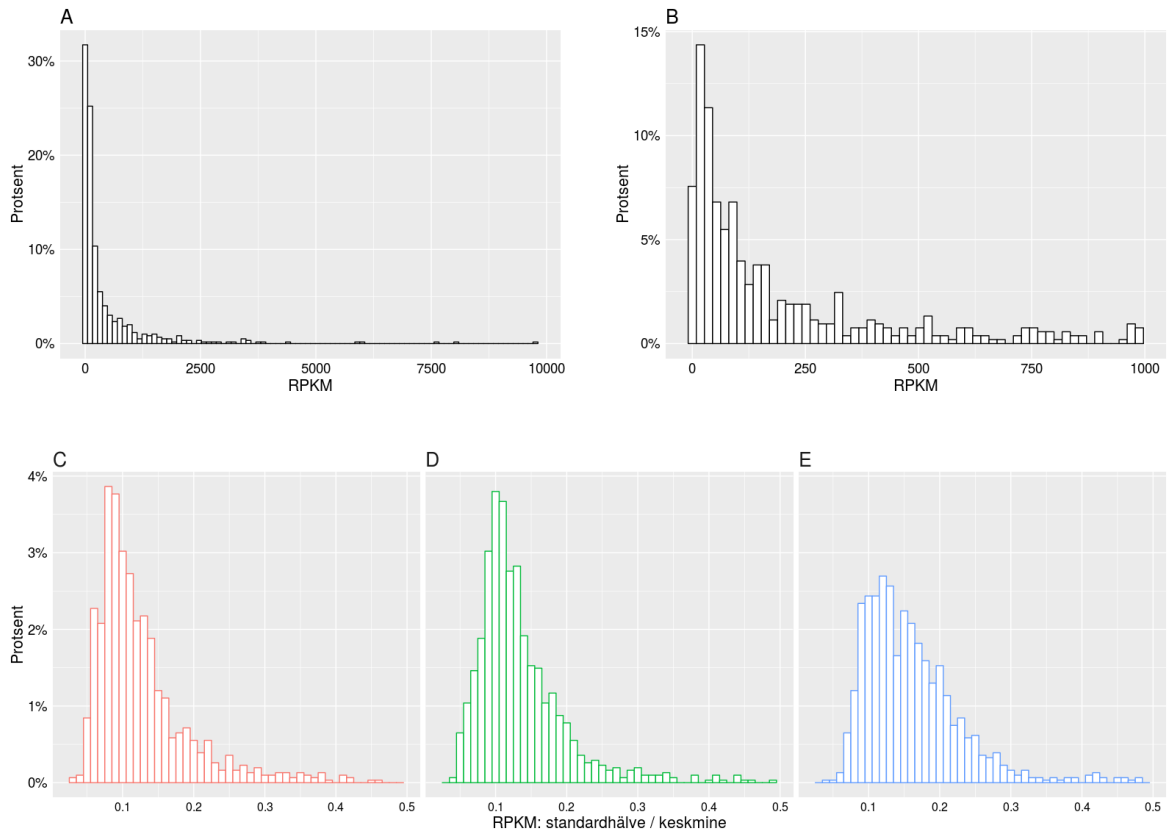 A
30%
20%
10%
0%
Protsent
0 2500 5000 7500 10000
RPKM
B
15%
10%
5%
0%
Protsent
0 250 500 750 1000
RPKM
C D E
4%
3%
2%
1%
0%
Protsent
0.1 0.2 0.3 0.4 0.5 0.1 0.2 0.3 0.4 0.5 0.1 0.2 0.3 0.4 0.5
RPKM: standardhälve / keskmine